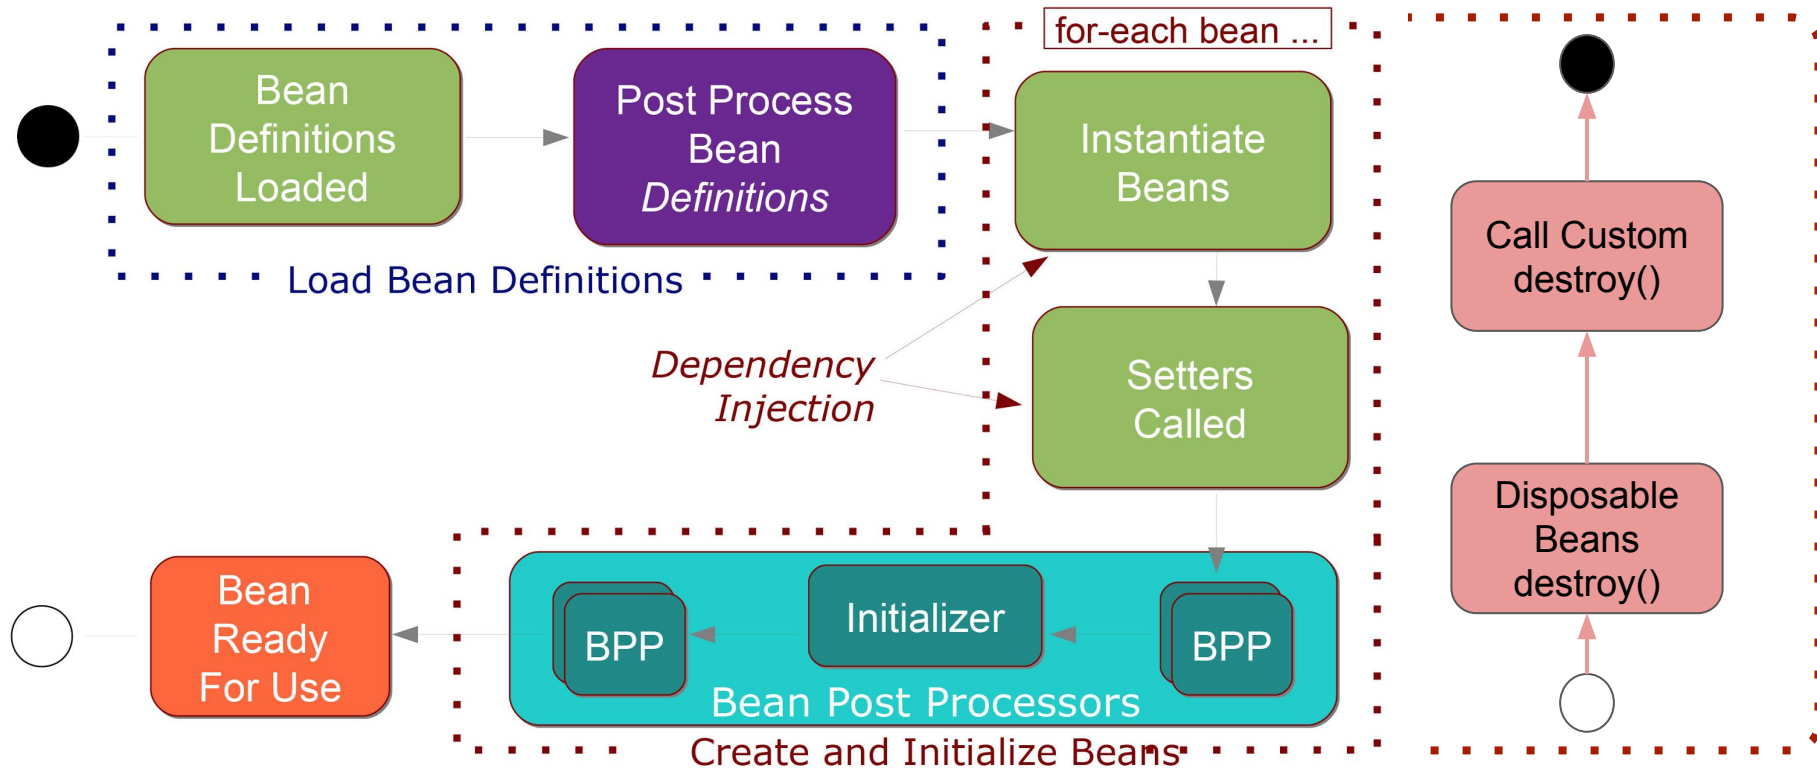 Bean
Definitions
Loaded
Post Process
Bean
Definitions
Load Bean Definitions
for-each bean ...
Instantiate
Beans
Dependency
Injection
Setters
Called
BPP
Initializer
BPP
Bean Post Processors
Create and Initialize Beans
Bean
Ready
For Use
Call Custom
destroy()
Disposable
Beans
destroy()